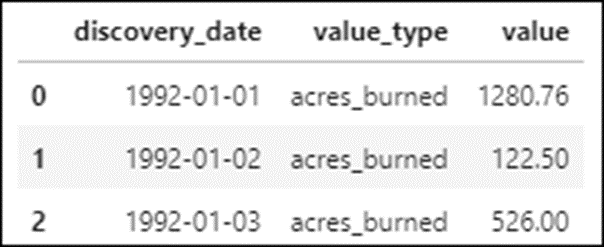 discovery_date value_type value
0 1992-01-01 acres_burned 1280.76
1 1992-01-02 acres_burned 122.50
2 1992-01-03 acres_burned 526.00